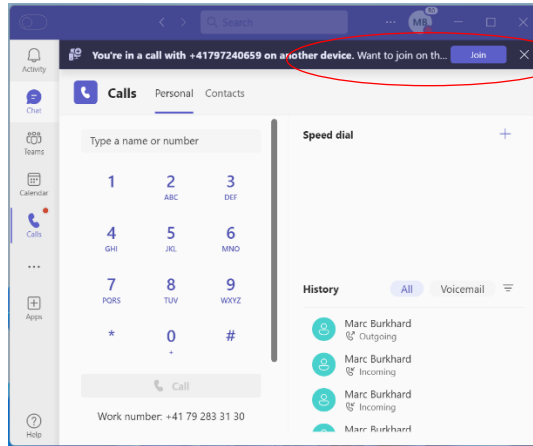 Search
...
MB
You're in a call with +41797240659 on another device. Want to join on th... Join
Activity
Chat
Teams
Calendar
Calls
...
Apps
Help
Calls Personal Contacts
Type a name or number
1 2 3
ABC DEF
4 5 6
GHI JKL MNO
7 8 9
PQRS TUV WXYZ
* 0 #
+
Call
Work number: +41 79 283 31 30
Speed dial
History All Voicemail
Marc Burkhard
Outgoing
Marc Burkhard
Incoming
Marc Burkhard
Incoming
Marc Burkhard